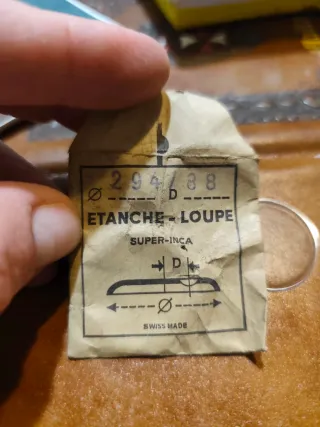 294/88
Ø ---- D ----
ETANCHE-LOUPE
SUPER-INCA
D
Ø
SWISS MADE